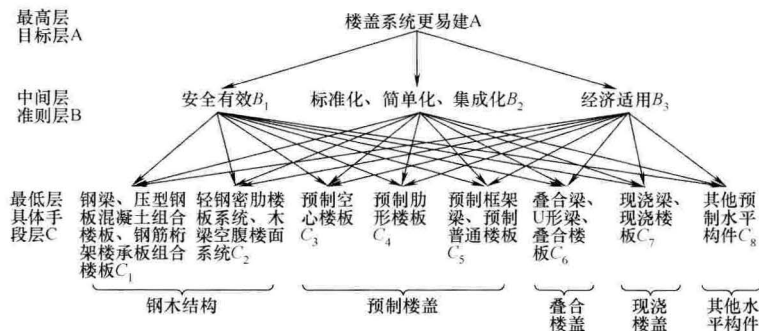 最高层
目标层A
楼盖系统更易建A
中间层
准则层B
安全有效B₁
标准化、简单化、集成化B₂
经济适用B₃
最低层
具体手
段层C
钢梁、压型钢
板混凝土组合
楼板、钢筋桁
架楼承板组合
楼板C₁
轻钢密肋楼
板系统、木
梁空腹楼面
系统C₂
预制空
心楼板
C₃
预制肋
形楼板
C₄
预制框架
梁、预制
普通楼板
C₅
叠合梁、
U形梁、
叠合楼
板C₆
现浇梁、
现浇楼
板C₇
其他预
制水平
构件C₈
钢木结构
预制楼盖
叠合
楼盖
现浇
楼盖
其他水
平构件